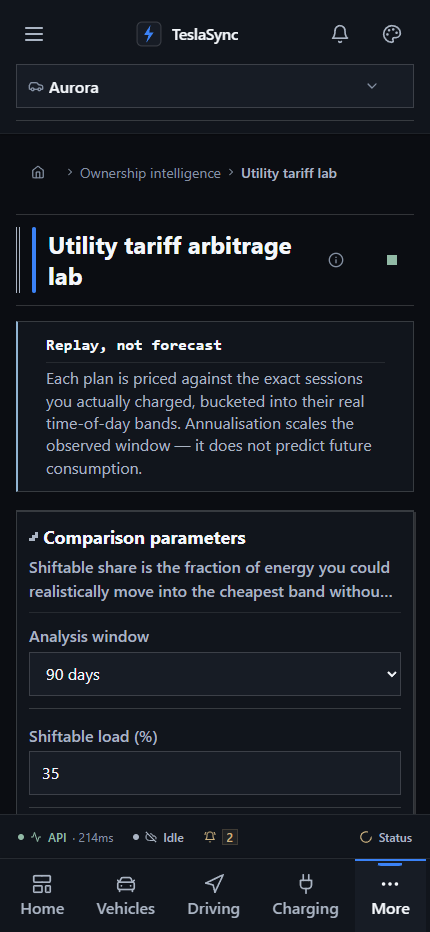 TeslaSync
Aurora
Ownership intelligence
Utility tariff lab
Utility tariff arbitrage
lab
Replay, not forecast
Each plan is priced against the exact sessions
you actually charged, bucketed into their real
time-of-day bands. Annualisation scales the
observed window — it does not predict future
consumption.
Comparison parameters
Shiftable share is the fraction of energy you could
realistically move into the cheapest band withou...
Analysis window
90 days
Shiftable load (%)
35
API · 214ms Idle 2 Status
Home Vehicles Driving Charging More